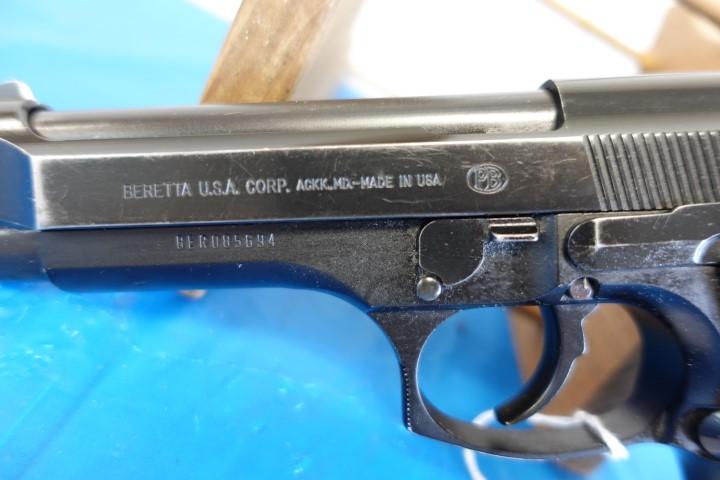 BERETTA U.S.A. CORP. ACKK., MD.-MADE IN USA PB
BER085694